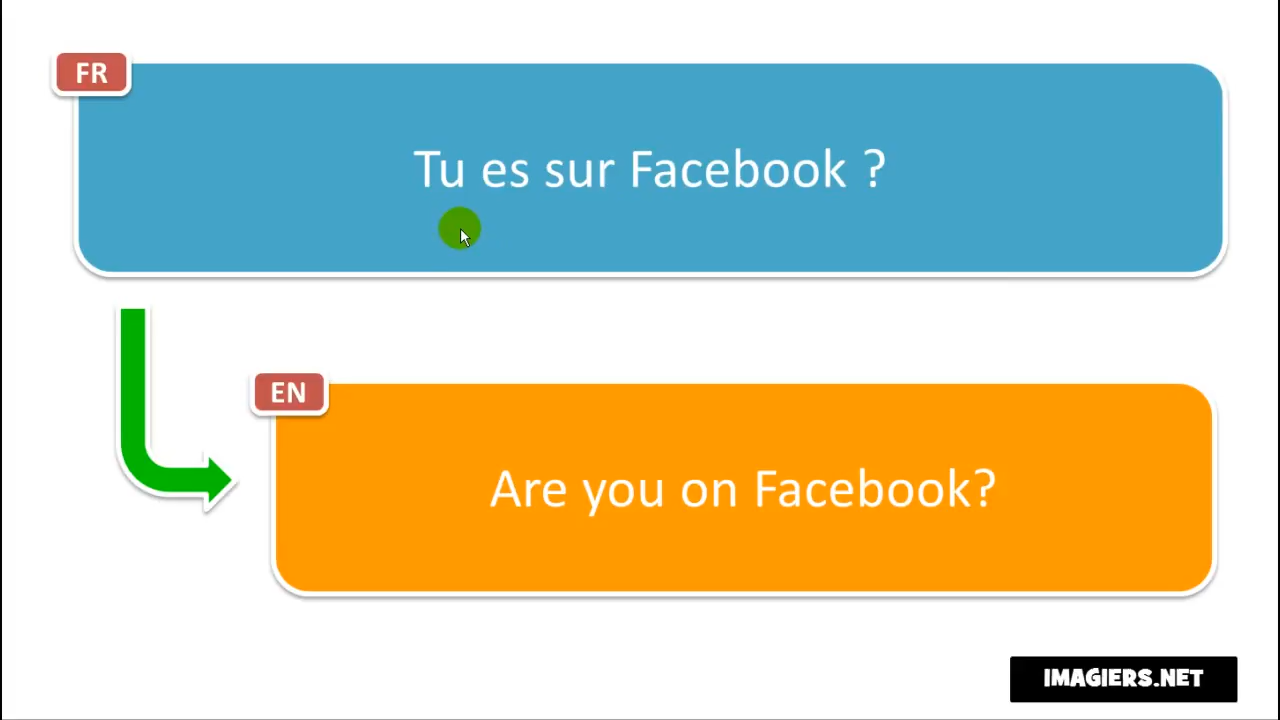 FR
Tu es sur Facebook ?
EN
Are you on Facebook?
IMAGIERS.NET